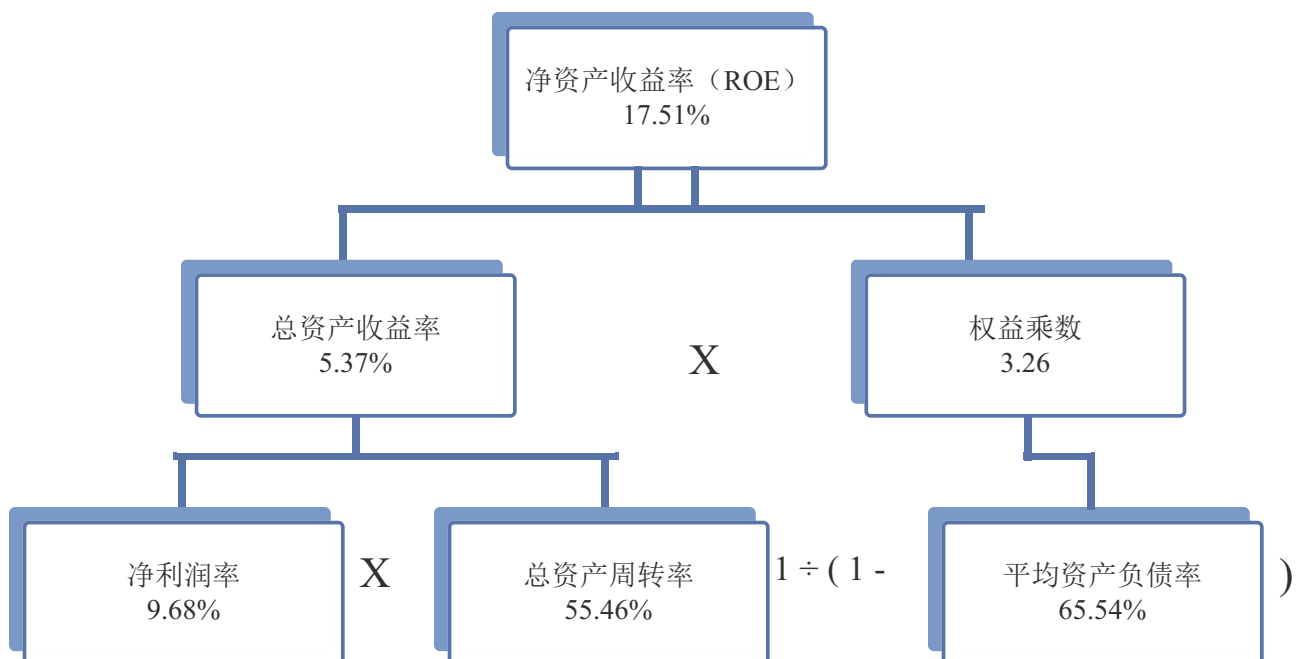 净资产收益率（ROE）
17.51%
总资产收益率
5.37%
X
权益乘数
3.26
净利润率
9.68%
X
总资产周转率
55.46%
1 ÷ ( 1 -
平均资产负债率
65.54%
)